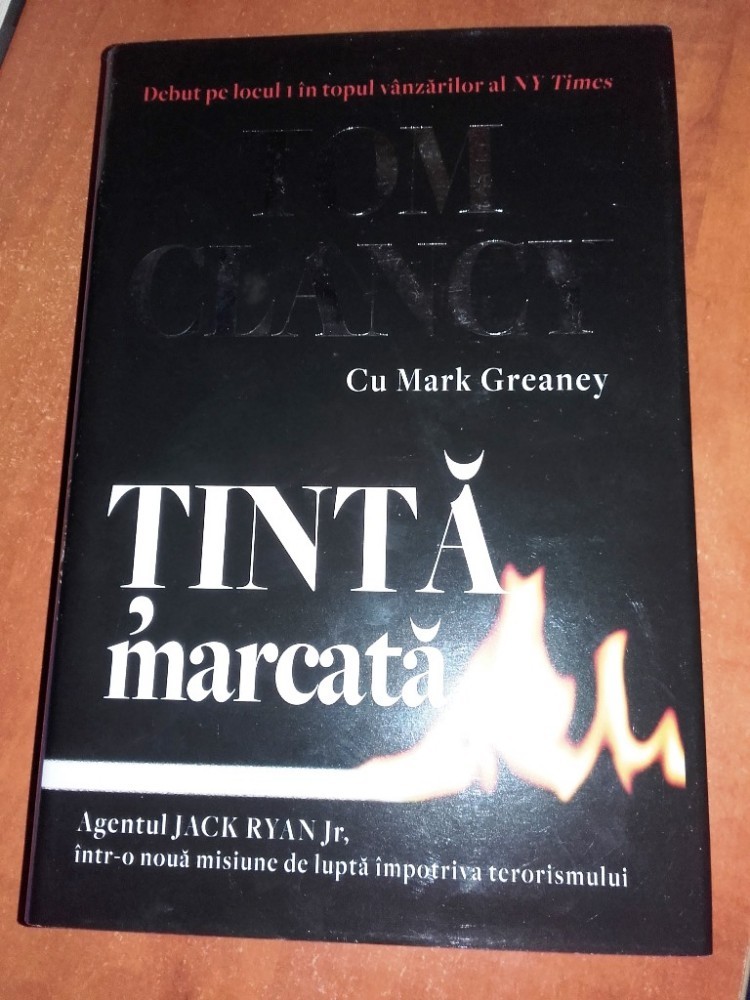 Debut pe locul 1 în topul vânzărilor al NY Times
TOM
CLANCY
Cu Mark Greaney
ȚINTĂ
marcată
Agentul JACK RYAN Jr,
într-o nouă misiune de luptă împotriva terorismului